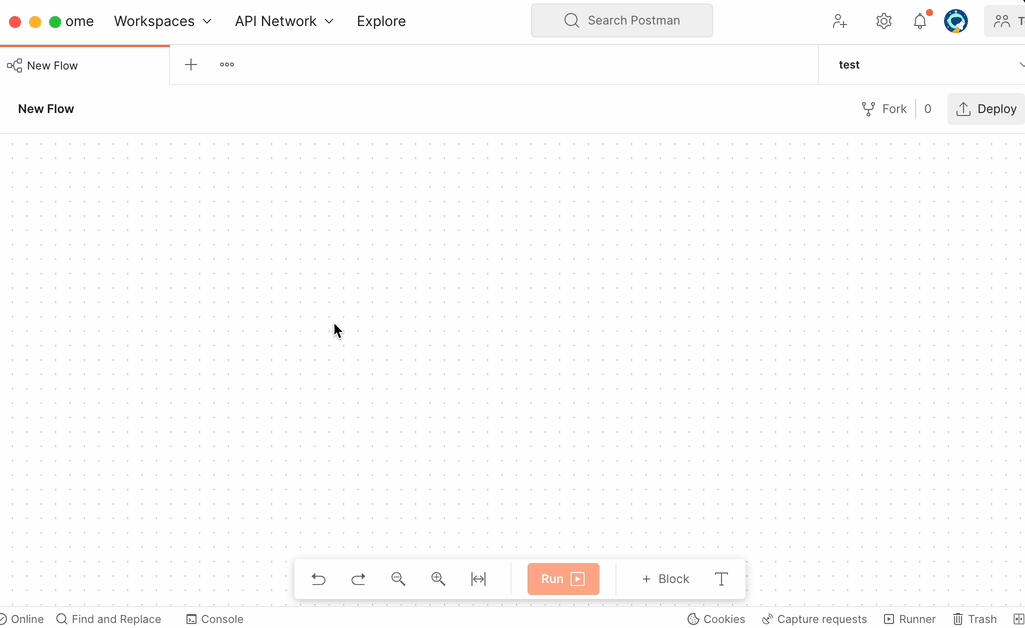 ome Workspaces API Network Explore Search Postman
New Flow test
New Flow Fork 0 Deploy
Run Block
Online Find and Replace Console Cookies Capture requests Runner Trash